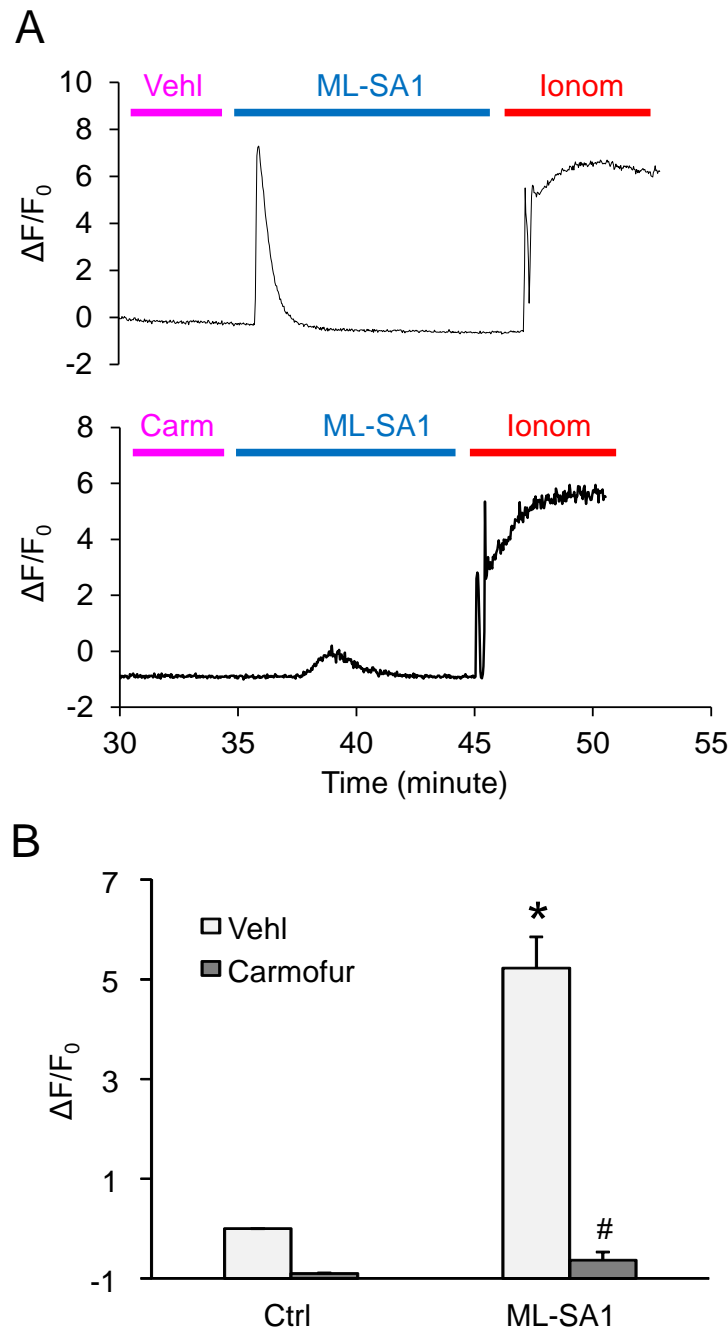 A
Vehl ML-SA1 Ionom
10
8
6
4
2
0
-2
ΔF/F0
Carm ML-SA1 Ionom
8
6
4
2
0
-2
ΔF/F0
30 35 40 45 50 55
Time (minute)
B
7
5
3
1
-1
ΔF/F0
Vehl
Carmofur
*
#
Ctrl ML-SA1